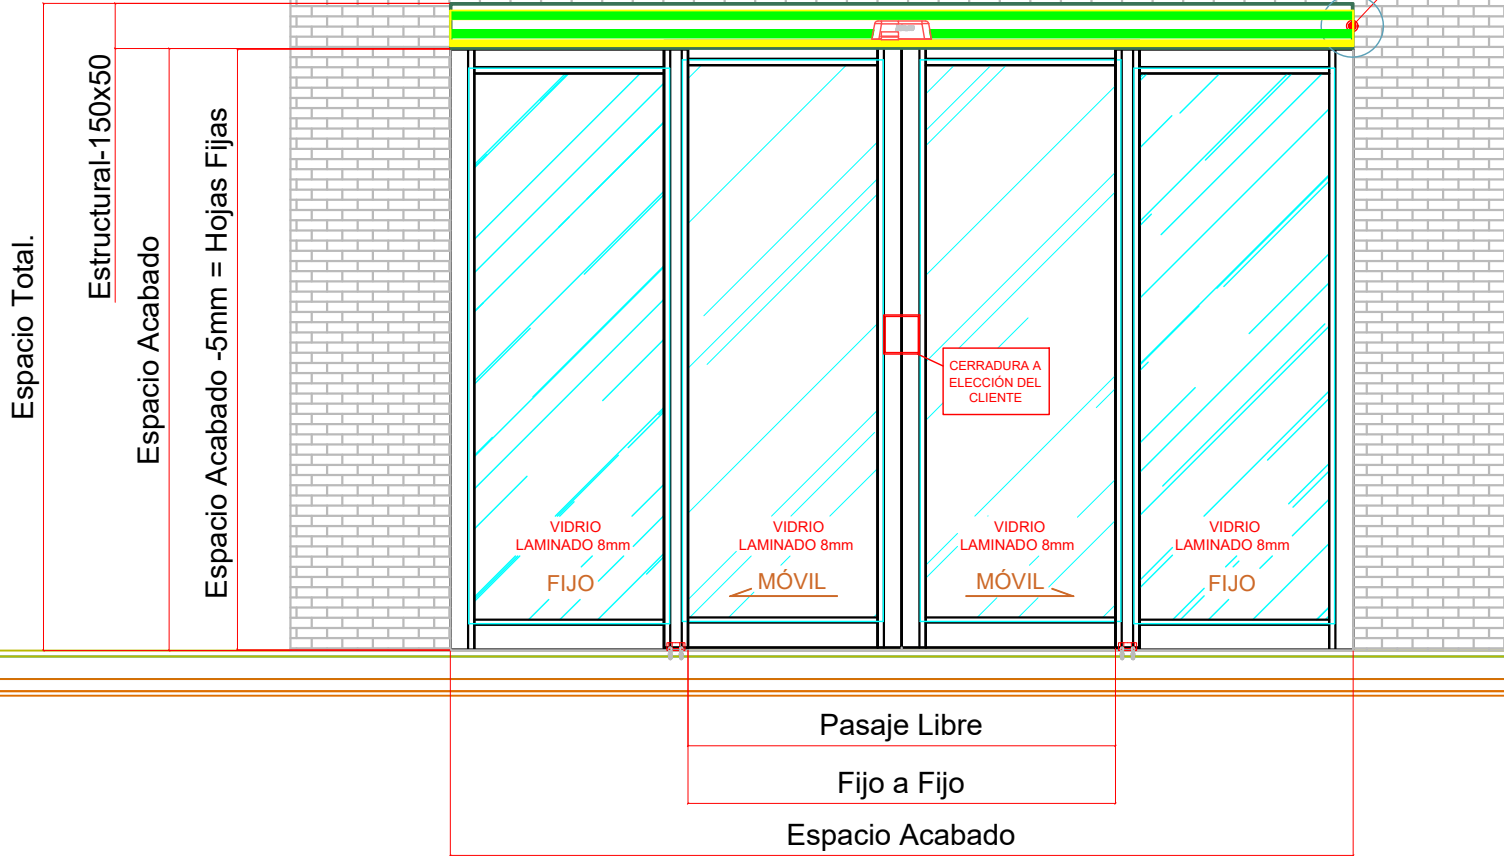 Espacio Total.
Estructural-150x50
Espacio Acabado
Espacio Acabado -5mm = Hojas Fijas
CERRADURA A
ELECCIÓN DEL
CLIENTE
VIDRIO
LAMINADO 8mm
FIJO
VIDRIO
LAMINADO 8mm
MÓVIL
VIDRIO
LAMINADO 8mm
MÓVIL
VIDRIO
LAMINADO 8mm
FIJO
Pasaje Libre
Fijo a Fijo
Espacio Acabado